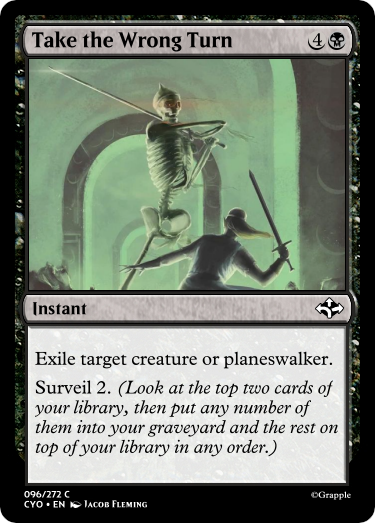 Take the Wrong Turn 4
Instant
Exile target creature or planeswalker.
Surveil 2. (Look at the top two cards of
your library, then put any number of
them into your graveyard and the rest on
top of your library in any order.)
096/272 C
CYO • EN Jacob Fleming
©Grapple